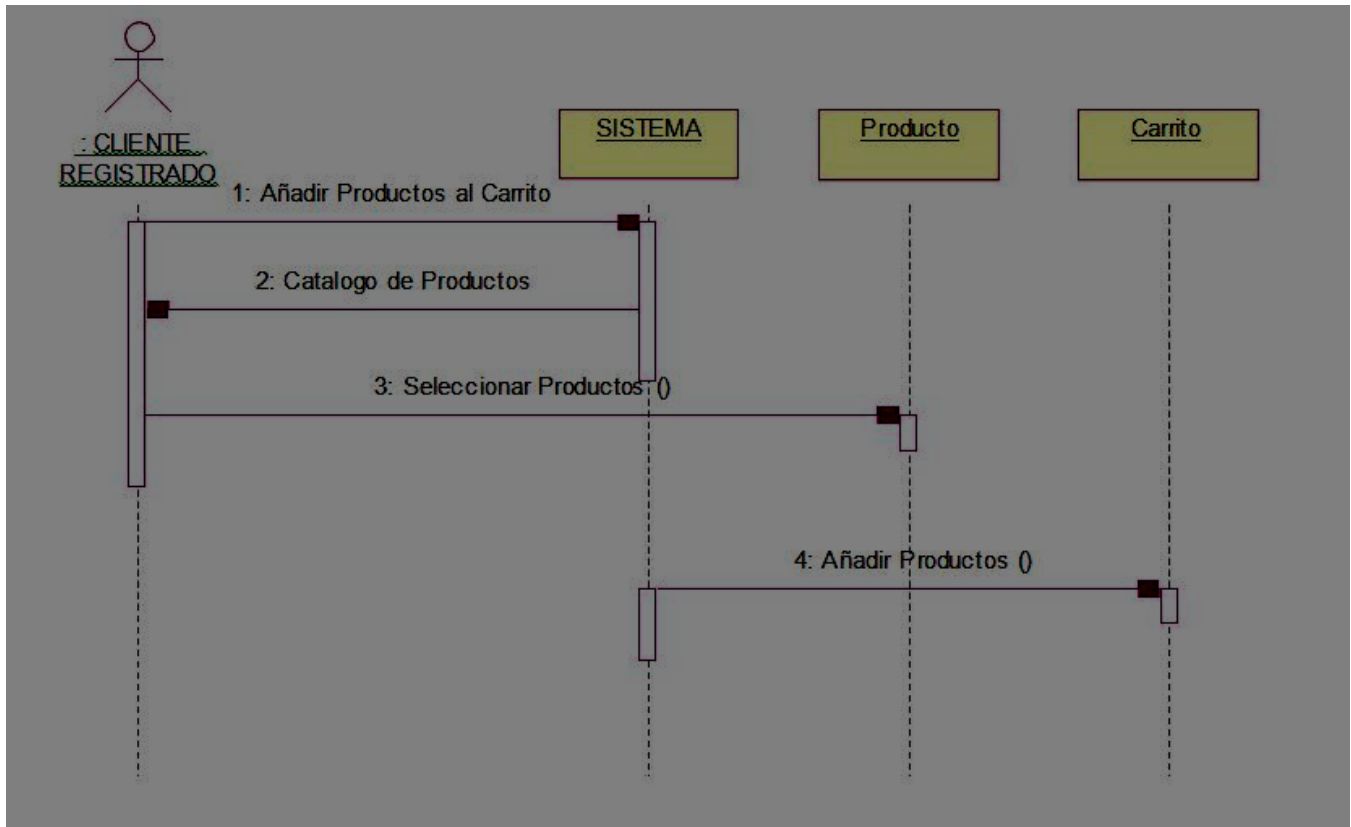 : CLIENTE
REGISTRADO
SISTEMA
Producto
Carrito
1: Añadir Productos al Carrito
2: Catalogo de Productos
3: Seleccionar Productos ()
4: Añadir Productos ()